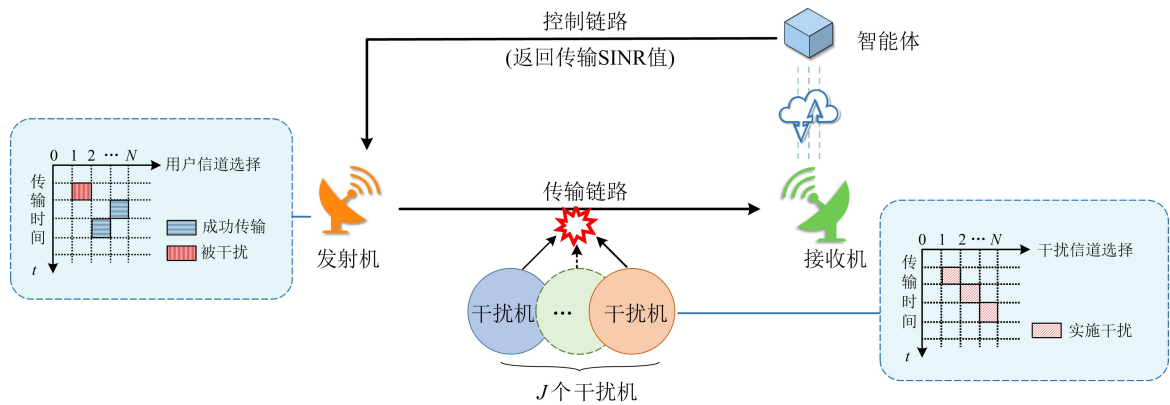 控制链路
(返回传输SINR值)
智能体
0 1 2 ··· N
用户信道选择
传输时间
t
成功传输
被干扰
发射机
传输链路
接收机
干扰机
···
干扰机
J个干扰机
0 1 2 ··· N
干扰信道选择
传输时间
t
实施干扰